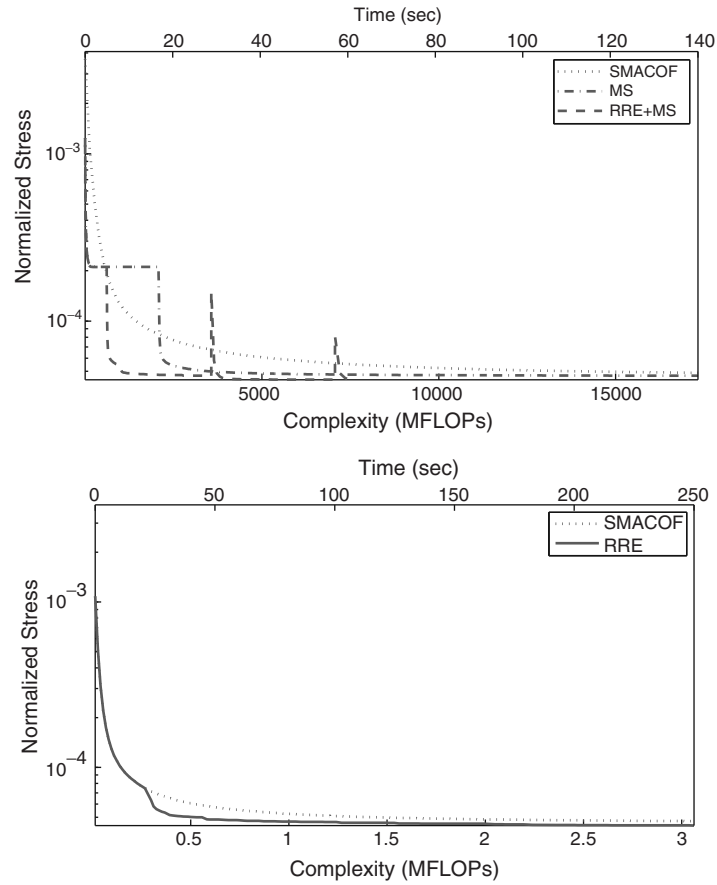 Time (sec)
0 20 40 60 80 100 120 140
SMACOF
MS
RRE+MS
Normalized Stress
10−3
10−4
5000 10000 15000
Complexity (MFLOPs)
Time (sec)
0 50 100 150 200 250
SMACOF
RRE
Normalized Stress
10−3
10−4
0.5 1 1.5 2 2.5 3
Complexity (MFLOPs)